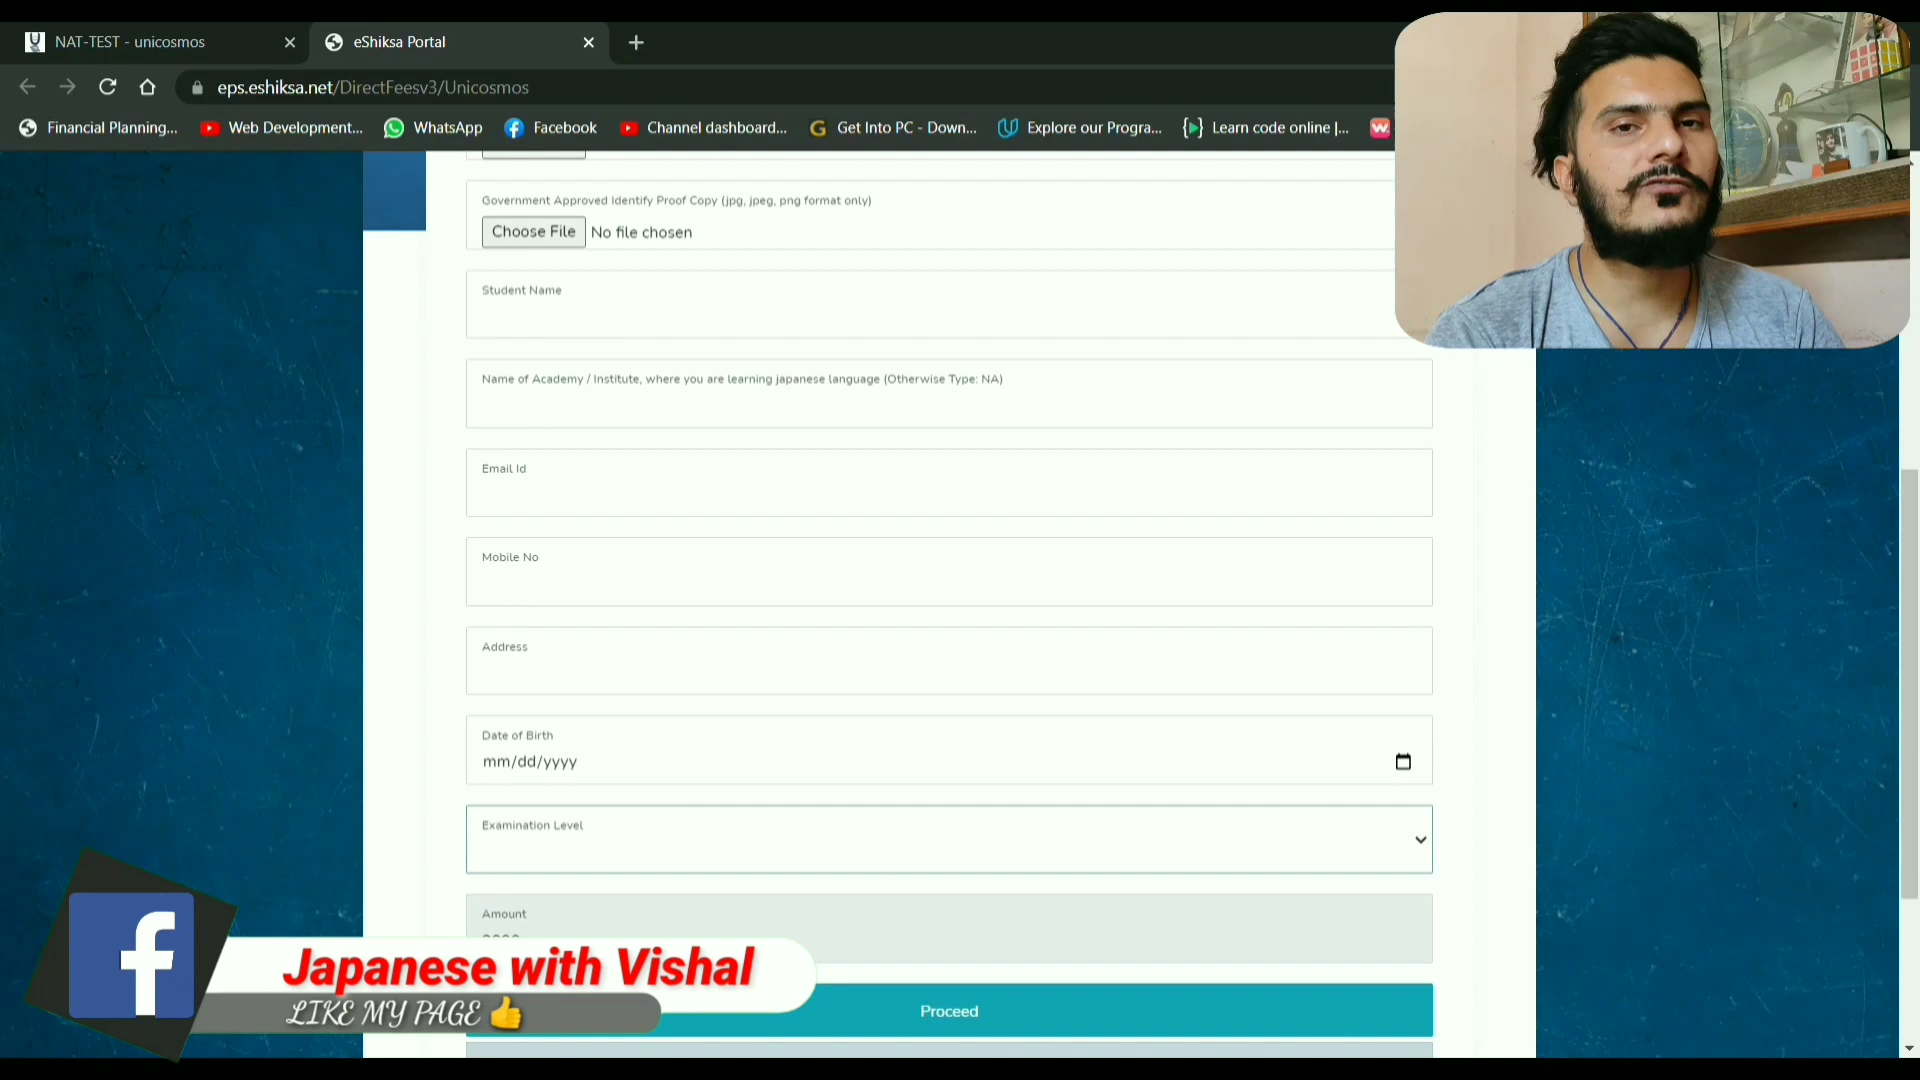 NAT-TEST - unicosmos
eShiksa Portal
eps.eshiksa.net/DirectFeesv3/Unicosmos
Financial Planning...
Web Development...
WhatsApp
Facebook
Channel dashboard...
Get Into PC - Down...
Explore our Progra...
Learn code online |...
Government Approved Identify Proof Copy (jpg, jpeg, png format only)
Choose File No file chosen
Student Name
Name of Academy / Institute, where you are learning japanese language (Otherwise Type: NA)
Email Id
Mobile No
Address
Date of Birth
mm/dd/yyyy
Examination Level
Amount
Proceed
Japanese with Vishal
LIKE MY PAGE 👍